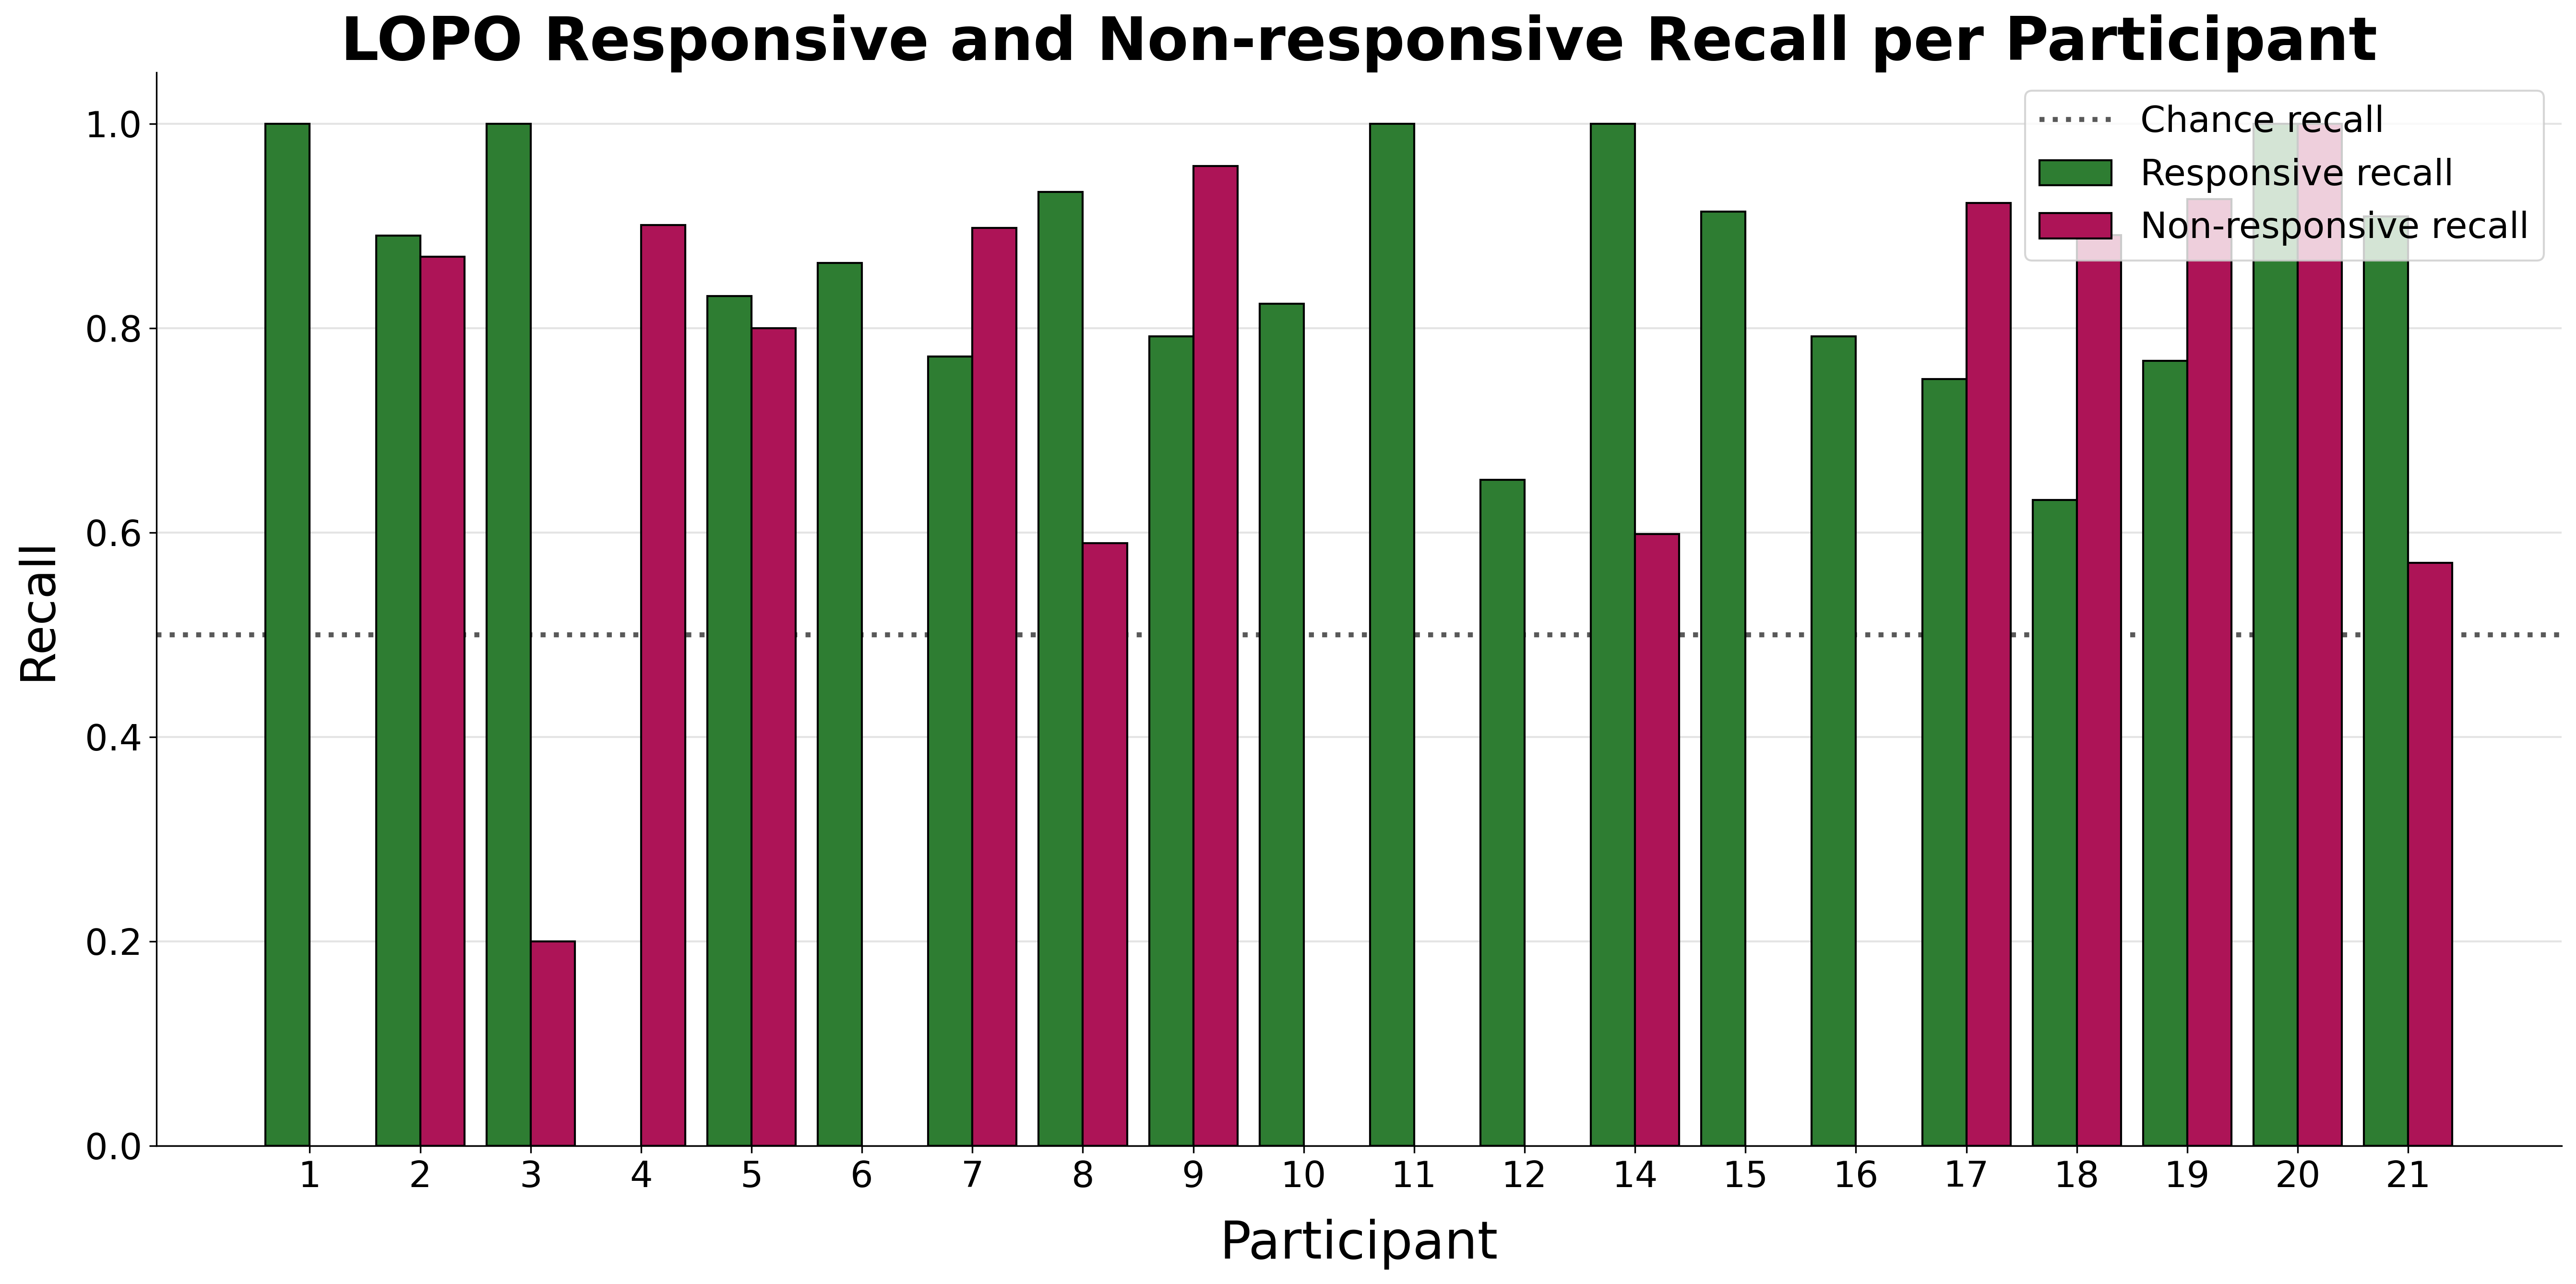 LOPO Responsive and Non-responsive Recall per Participant
Chance recall
Responsive recall
Non-responsive recall
1.0
0.8
0.6
0.4
0.2
0.0
Recall
1 2 3 4 5 6 7 8 9 10 11 12 14 15 16 17 18 19 20 21
Participant